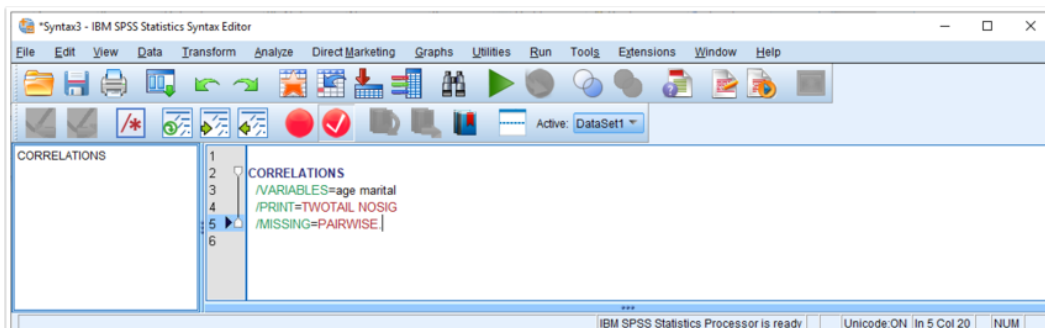 *Syntax3 - IBM SPSS Statistics Syntax Editor
File Edit View Data Transform Analyze Direct Marketing Graphs Utilities Run Tools Extensions Window Help
Active: DataSet1
CORRELATIONS
1
2 CORRELATIONS
3 /VARIABLES=age marital
4 /PRINT=TWOTAIL NOSIG
5 /MISSING=PAIRWISE.
6
IBM SPSS Statistics Processor is ready Unicode:ON In 5 Col 20 NUM